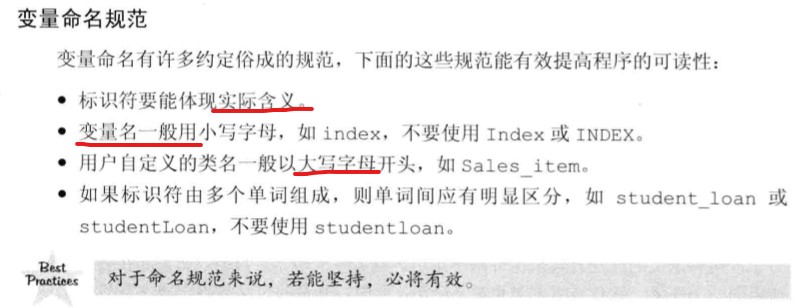 变量命名规范
变量命名有许多约定俗成的规范，下面的这些规范能有效提高程序的可读性：
• 标识符要能体现实际含义。
• 变量名一般用小写字母，如 index，不要使用 Index 或 INDEX。
• 用户自定义的类名一般以大写字母开头，如 Sales_item。
• 如果标识符由多个单词组成，则单词间应有明显区分，如 student_loan 或
studentLoan，不要使用 studentloan。
Best
Practices
对于命名规范来说，若能坚持，必将有效。